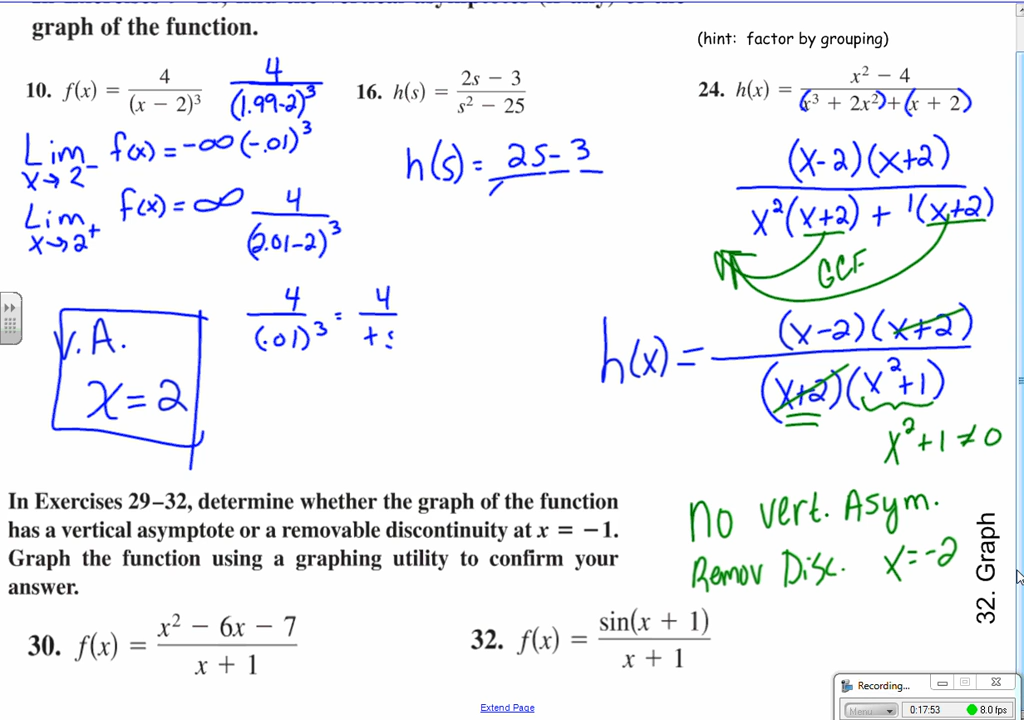 graph of the function.
(hint: factor by grouping)
10. f(x) = 4 / (x − 2)³
4 / (1.99-2)³
Lim x→2⁻ f(x) = -∞ (-.01)³
Lim x→2⁺ f(x) = ∞ 4 / (2.01-2)³
4 / (.01)³ = 4 / +
V.A.
x = 2
16. h(s) = 2s − 3 / s² − 25
h(s) = 2s - 3
24. h(x) = x² − 4 / (x³ + 2x²)+(x + 2)
(x-2)(x+2) / x²(x+2) + 1(x+2)
GCF
h(x) = (x-2)(x+2) / (x+2)(x²+1)
x²+1 ≠ 0
No Vert. Asym.
Remov Disc. x=-2
In Exercises 29–32, determine whether the graph of the function
has a vertical asymptote or a removable discontinuity at x = −1.
Graph the function using a graphing utility to confirm your
answer.
30. f(x) = x² − 6x − 7 / x + 1
32. f(x) = sin(x + 1) / x + 1
32. Graph
Extend Page
Recording...
Menu
0:17:53
8.0 fps